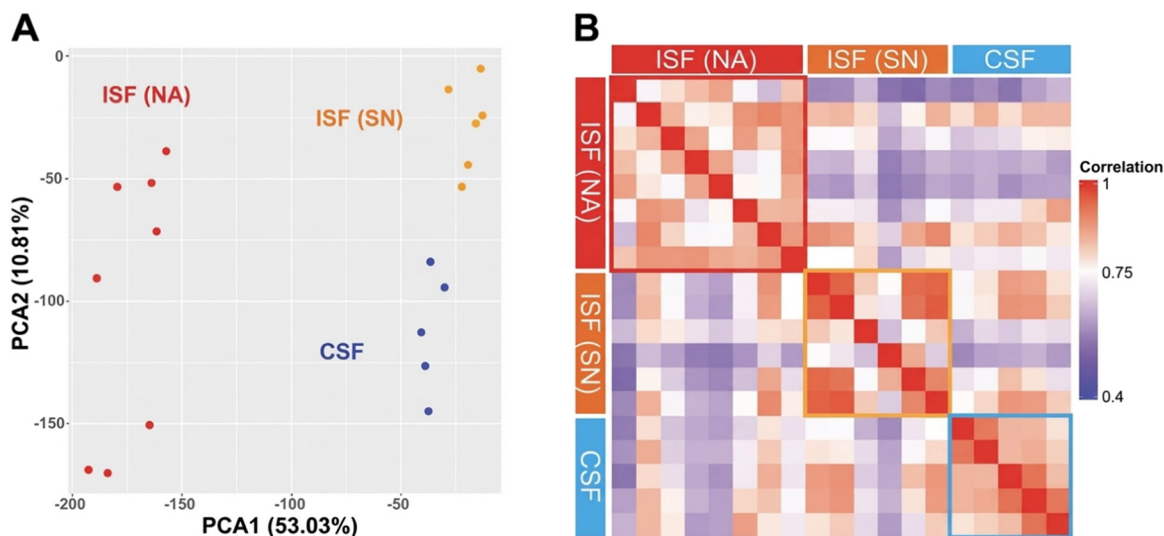 A
0
-50
-100
-150
-200
-150
-100
-50
PCA2 (10.81%)
PCA1 (53.03%)
ISF (NA)
ISF (SN)
CSF
B
ISF (NA)
ISF (SN)
CSF
ISF (NA)
ISF (SN)
CSF
Correlation
1
0.75
0.4